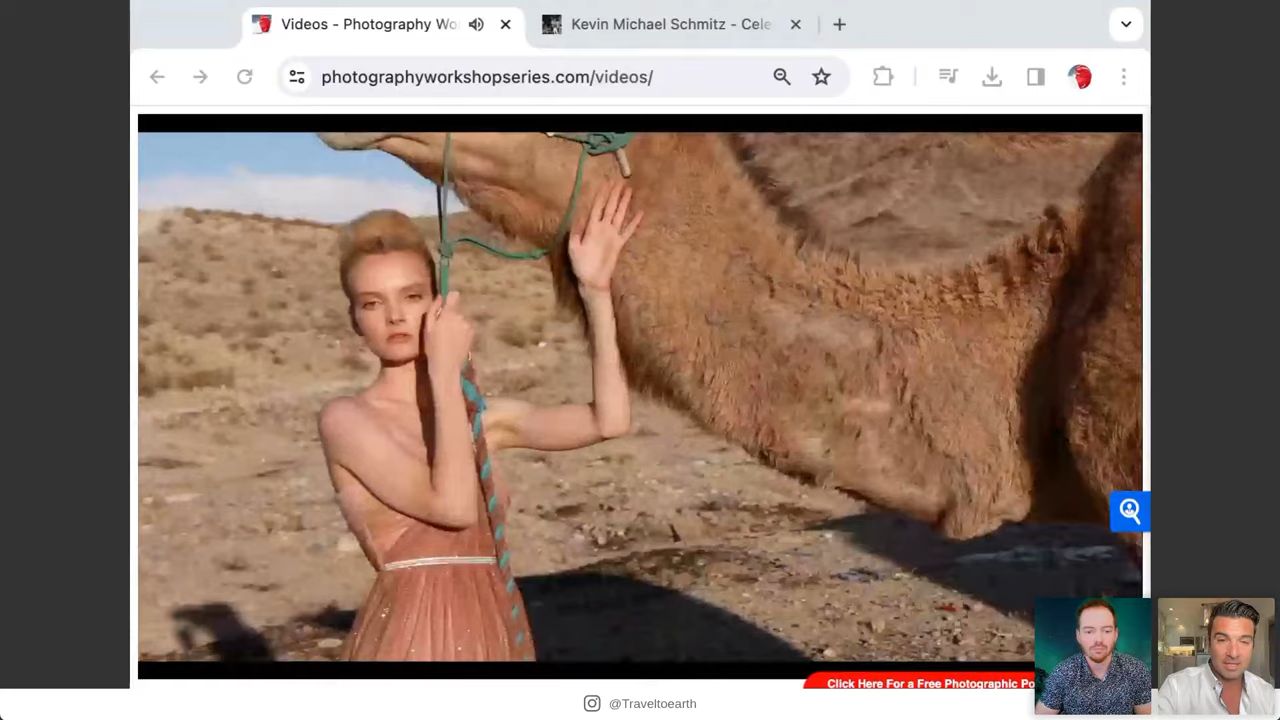 Videos - Photography Wo
Kevin Michael Schmitz - Cele
photographyworkshopseries.com/videos/
Click Here For a Free Photographic Po
@Traveltoearth